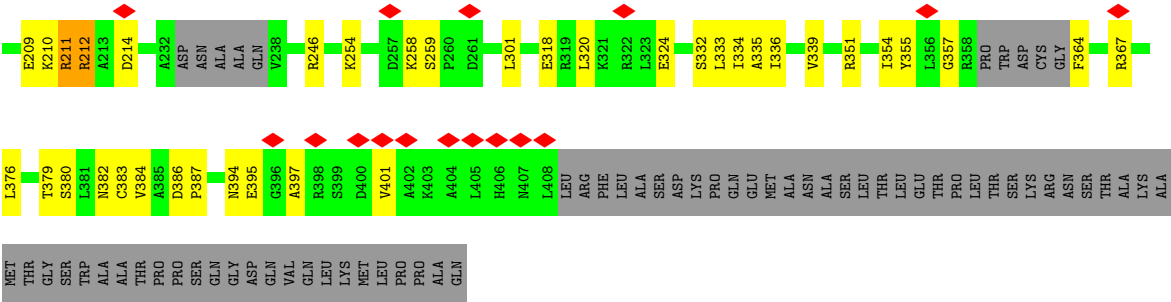 E209 K210 R211 R212 A213 D214 A232 ASP ASN ALA ALA GLN V238 R246 K254 D257 K258 S259 P260 D261 L301 E318 R319 L320 K321 R322 L323 E324 S332 L333 I334 A335 I336 V339 R351 I354 Y355 L356 G357 R358 PRO TRP ASP CYS GLY F364 R367
L376 T379 S380 L381 N382 C383 V384 A385 D386 P387 N394 E395 G396 A397 R398 S399 D400 V401 A402 K403 A404 L405 H406 N407 L408 LEU ARG PHE LEU ALA SER ASP LYS PRO GLN GLU MET ALA ASN ALA SER LEU THR LEU GLU THR PRO LEU THR SER LYS ARG ASN SER THR ALA LYS ALA
MET THR GLY SER TRP ALA ALA THR PRO PRO SER GLN GLY ASP GLN VAL GLN LEU LYS MET LEU PRO PRO ALA GLN